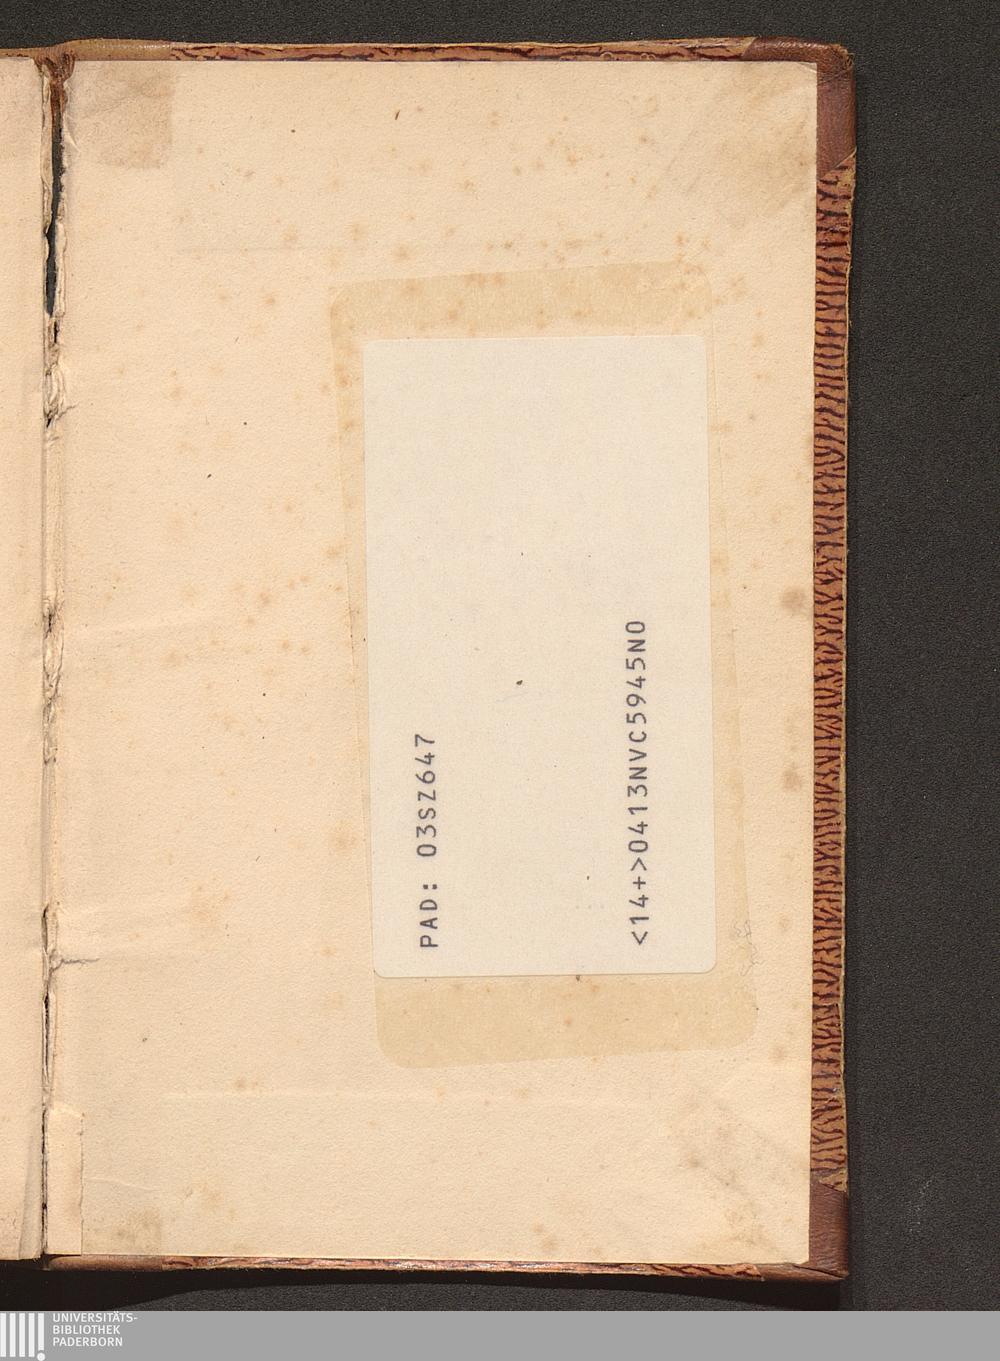 PAD: 03SZ647
<14+>0413NVC5945N0
UNIVERSITÄTS-
BIBLIOTHEK
PADERBORN